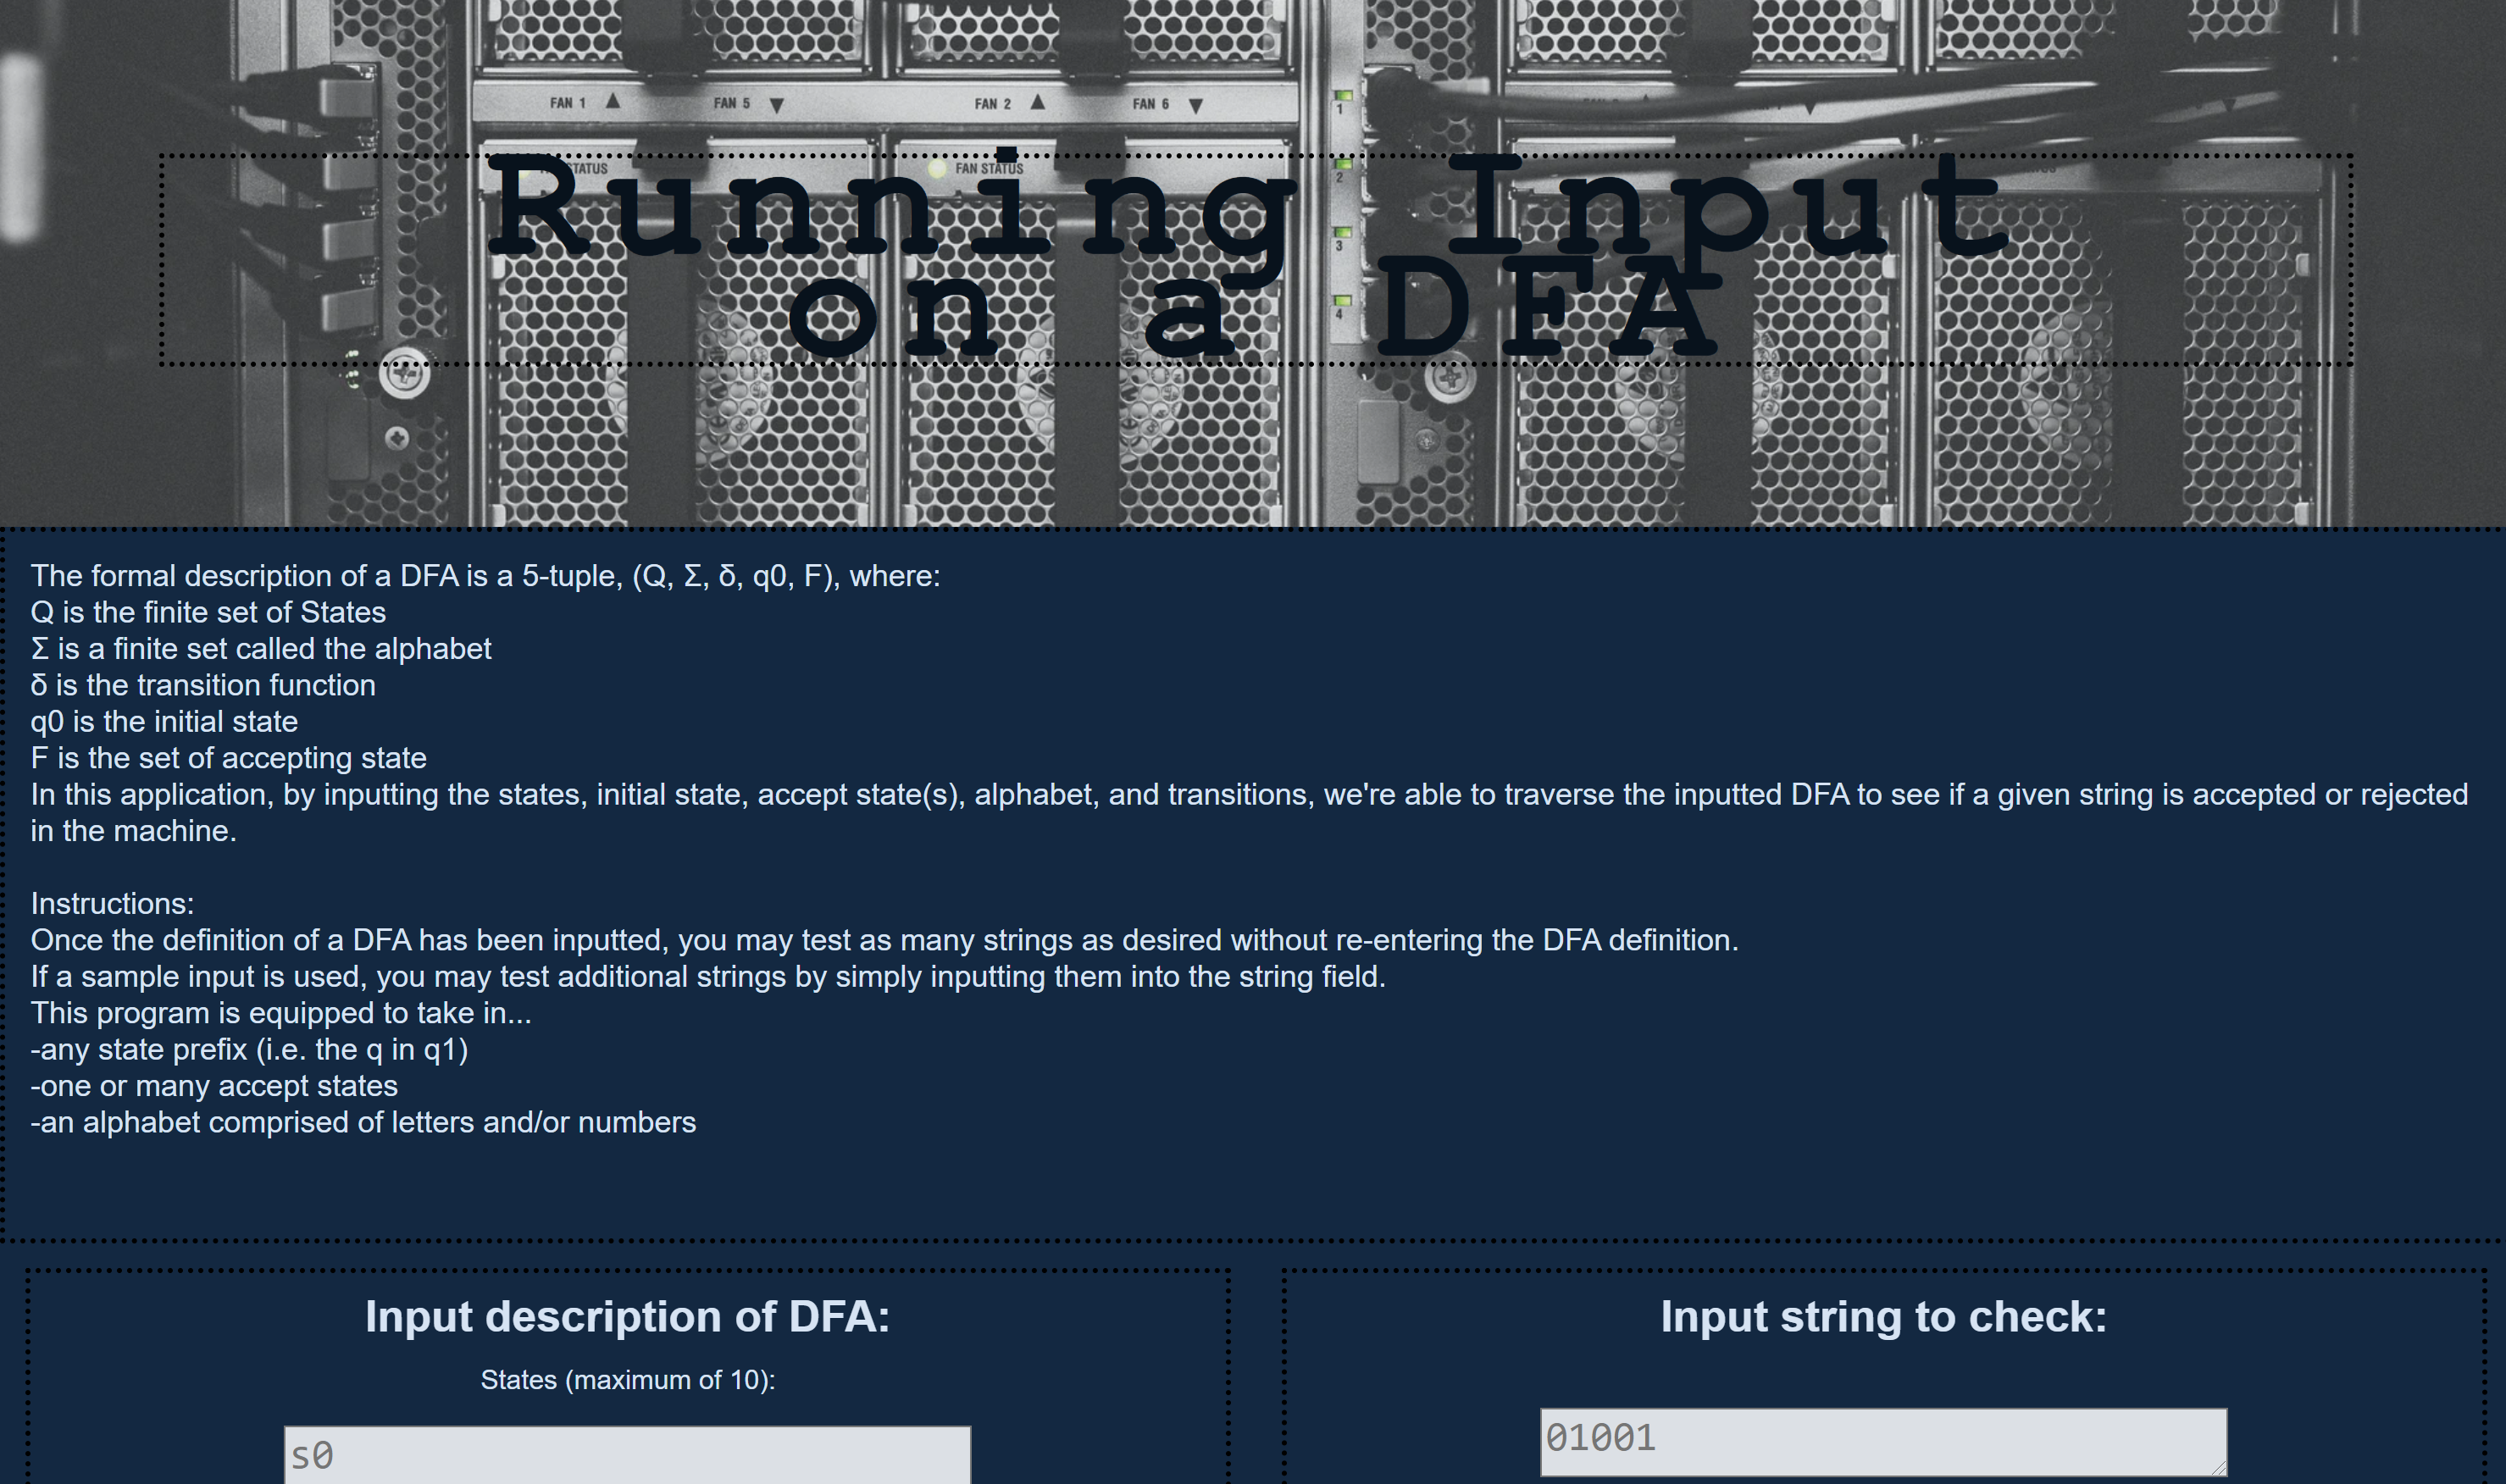 FAN 1 ▲ FAN 5 ▼ FAN 2 ▲ FAN 6 ▼
1
FAN STATUS
2
Running Input
3
on a DFA
4
The formal description of a DFA is a 5-tuple, (Q, Σ, δ, q0, F), where:
Q is the finite set of States
Σ is a finite set called the alphabet
δ is the transition function
q0 is the initial state
F is the set of accepting state
In this application, by inputting the states, initial state, accept state(s), alphabet, and transitions, we're able to traverse the inputted DFA to see if a given string is accepted or rejected
in the machine.
Instructions:
Once the definition of a DFA has been inputted, you may test as many strings as desired without re-entering the DFA definition.
If a sample input is used, you may test additional strings by simply inputting them into the string field.
This program is equipped to take in...
-any state prefix (i.e. the q in q1)
-one or many accept states
-an alphabet comprised of letters and/or numbers
Input description of DFA:
States (maximum of 10):
s0
Input string to check:
01001